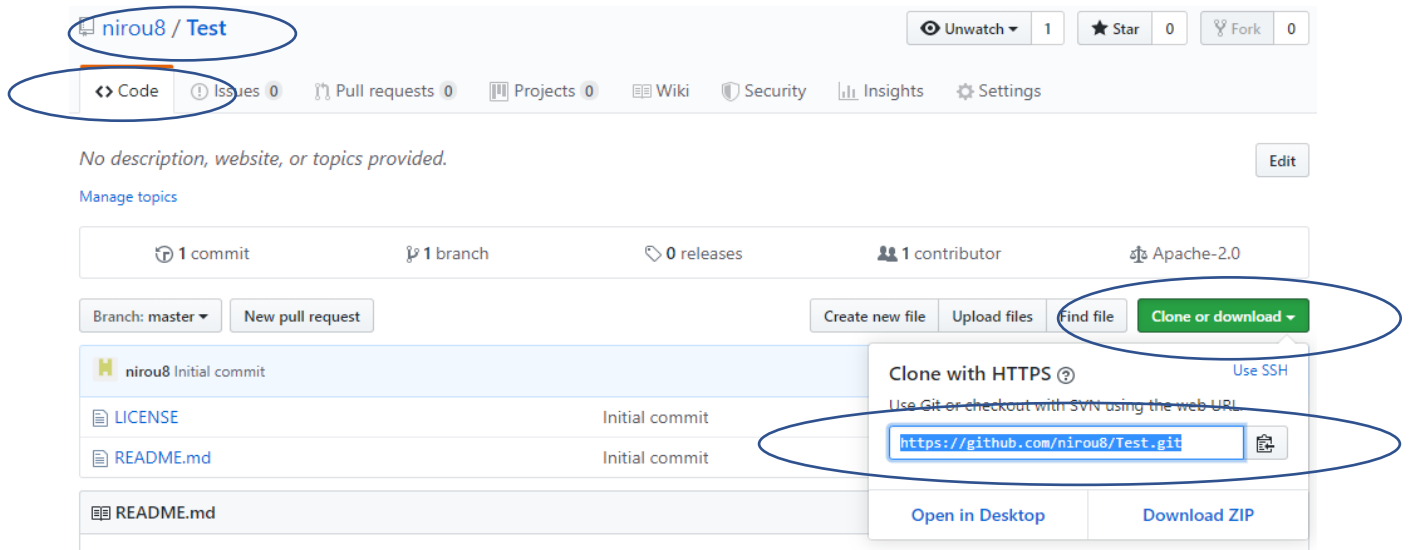 nirou8 / Test
Unwatch 1 Star 0 Fork 0
Code Issues 0 Pull requests 0 Projects 0 Wiki Security Insights Settings
No description, website, or topics provided. Edit
Manage topics
1 commit 1 branch 0 releases 1 contributor Apache-2.0
Branch: master New pull request Create new file Upload files Find file Clone or download
nirou8 Initial commit
LICENSE Initial commit
README.md Initial commit
README.md
Clone with HTTPS ? Use SSH
Use Git or checkout with SVN using the web URL.
https://github.com/nirou8/Test.git
Open in Desktop Download ZIP